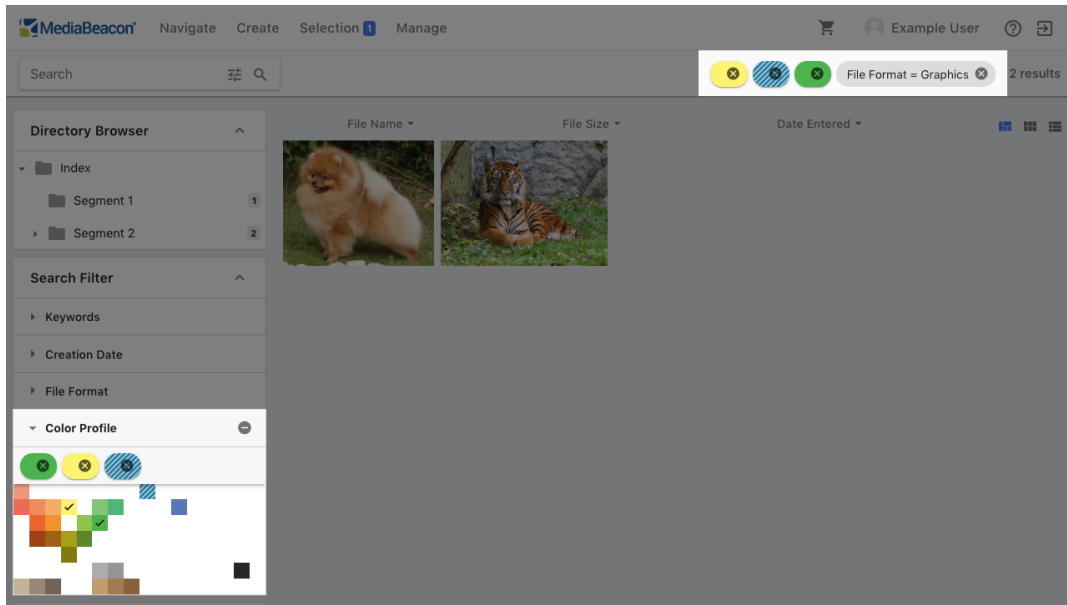 MediaBeacon® Navigate Create Selection 1 Manage Example User
Search File Format = Graphics 2 results
Directory Browser
Index
Segment 1 1
Segment 2 2
Search Filter
Keywords
Creation Date
File Format
Color Profile
File Name File Size Date Entered